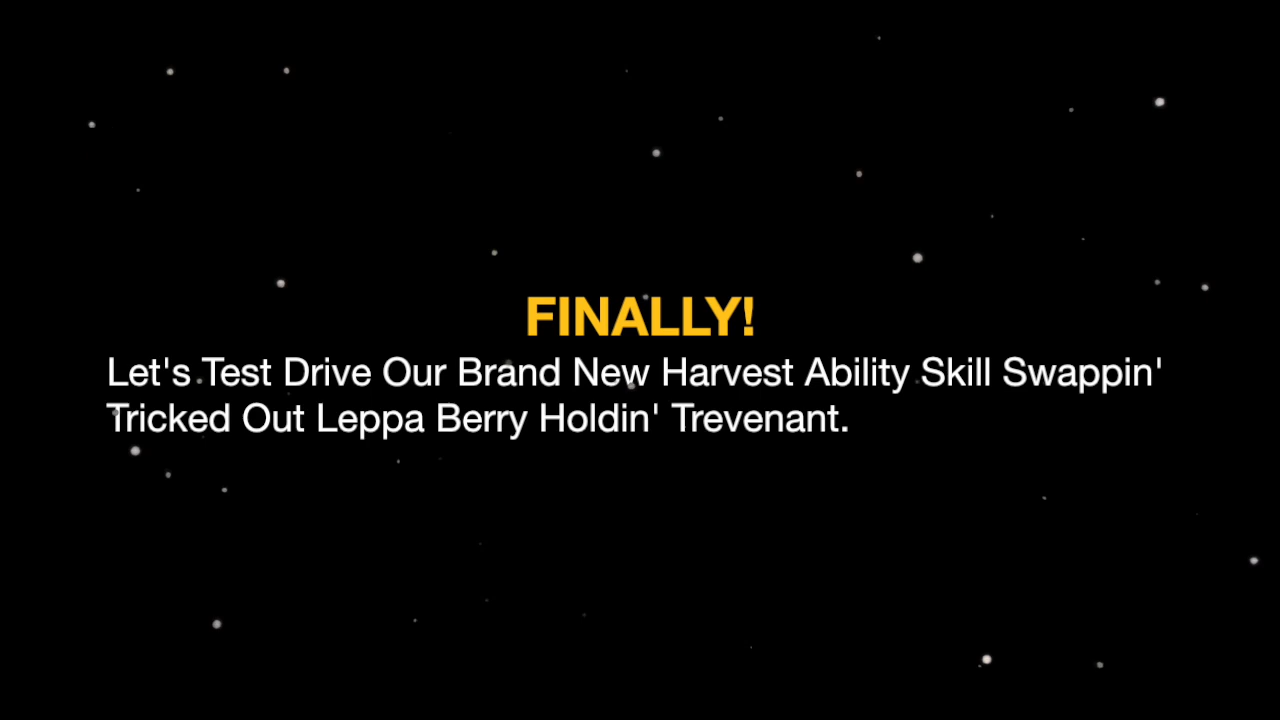 FINALLY!
Let's Test Drive Our Brand New Harvest Ability Skill Swappin'
Tricked Out Leppa Berry Holdin' Trevenant.